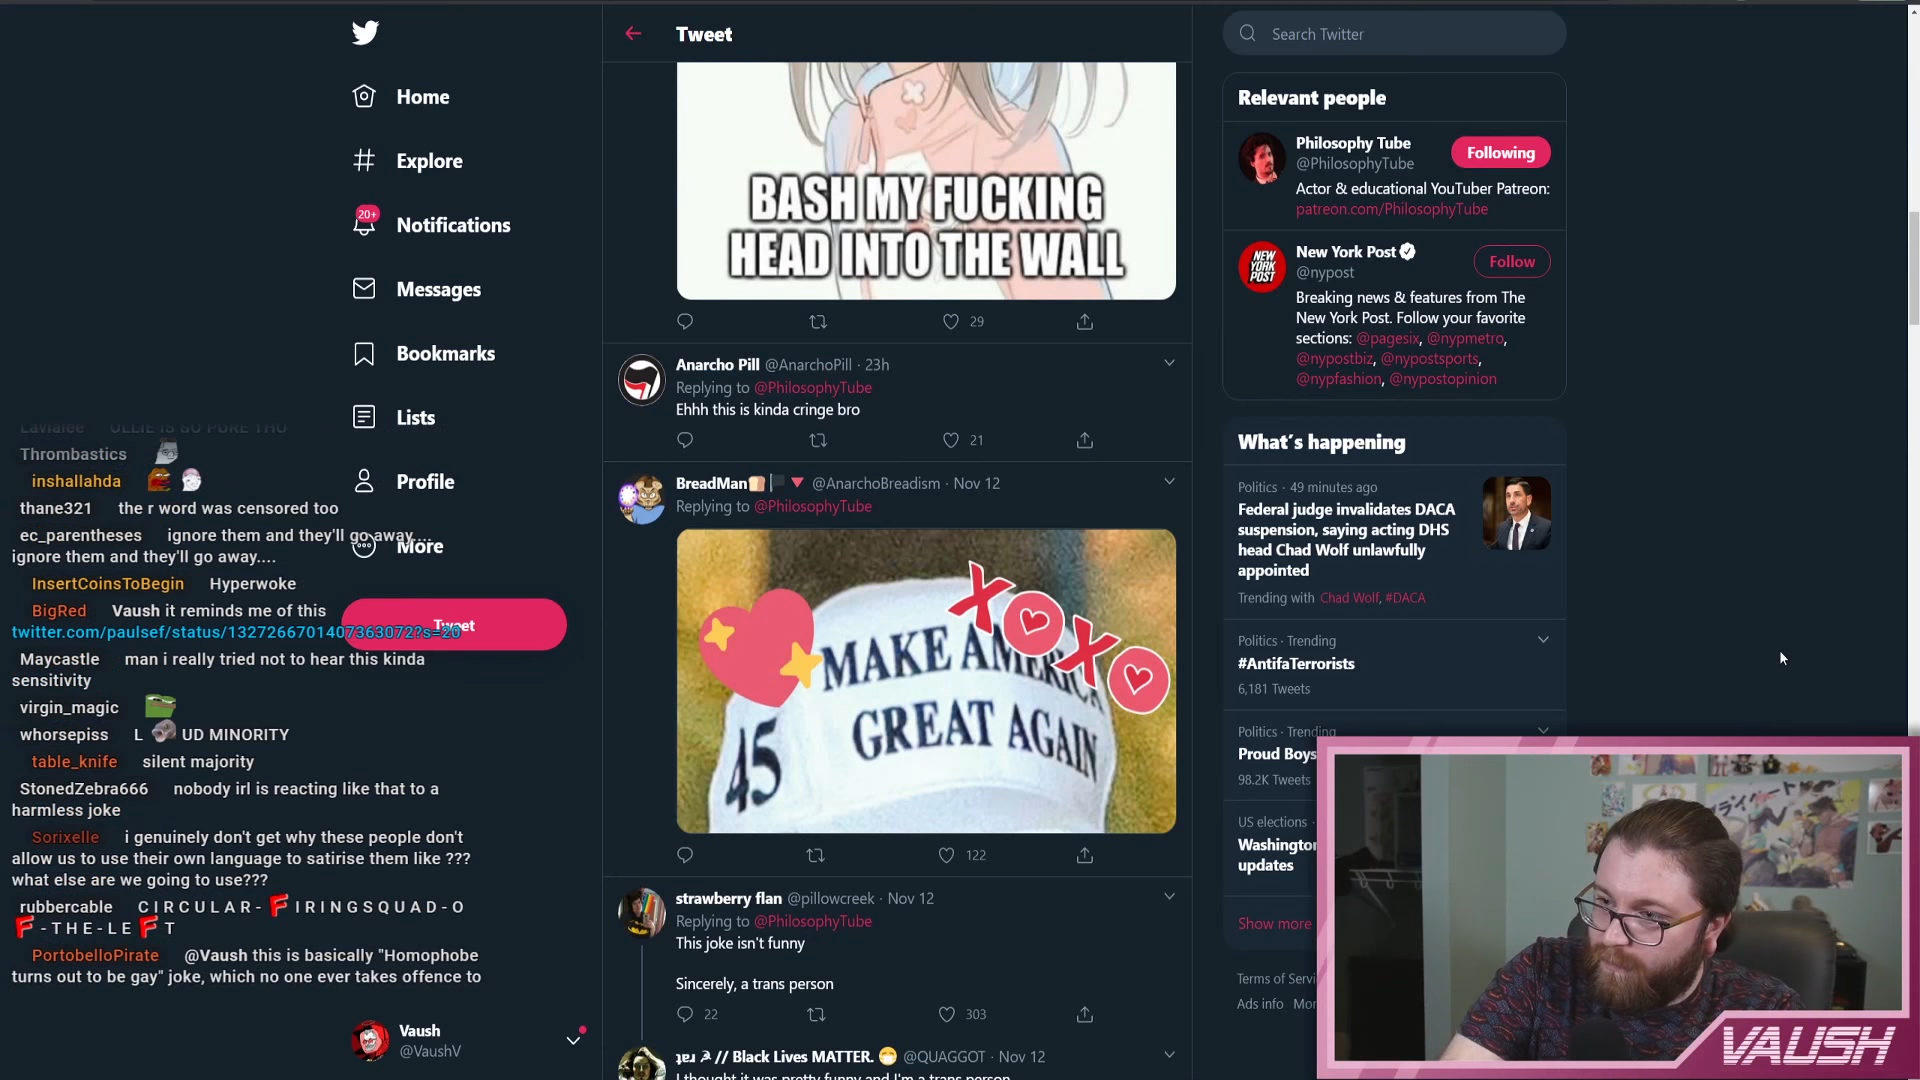 Home
Explore
20+
Notifications
Messages
Bookmarks
Lists
Profile
More
Tweet
Vaush
@VaushV
Lavialee OLLIE IS SO PURE THO
Thrombastics
inshallahda
thane321 the r word was censored too
ec_parentheses ignore them and they'll go away....
ignore them and they'll go away....
InsertCoinsToBegin Hyperwoke
BigRed Vaush it reminds me of this
twitter.com/paulsef/status/1327266701407363072?s=20
Maycastle man i really tried not to hear this kinda
sensitivity
virgin_magic
whorsepiss L UD MINORITY
table_knife silent majority
StonedZebra666 nobody irl is reacting like that to a
harmless joke
Sorixelle i genuinely don't get why these people don't
allow us to use their own language to satirise them like ???
what else are we going to use???
rubbercable C I R C U L A R - F I R I N G S Q U A D - O
F - T H E - L E F T
PortobelloPirate @Vaush this is basically "Homophobe
turns out to be gay" joke, which no one ever takes offence to
Tweet
BASH MY FUCKING
HEAD INTO THE WALL
29
Anarcho Pill @AnarchoPill · 23h
Replying to @PhilosophyTube
Ehhh this is kinda cringe bro
21
BreadMan @AnarchoBreadism · Nov 12
Replying to @PhilosophyTube
XOXO
MAKE AMERICA
GREAT AGAIN
45
122
strawberry flan @pillowcreek · Nov 12
Replying to @PhilosophyTube
This joke isn't funny
Sincerely, a trans person
22 303
// Black Lives MATTER. @QUAGGOT · Nov 12
I thought it was pretty funny and I'm a trans person
Search Twitter
Relevant people
Philosophy Tube
@PhilosophyTube
Following
Actor & educational YouTuber Patreon:
patreon.com/PhilosophyTube
NEW YORK POST
New York Post
@nypost
Follow
Breaking news & features from The
New York Post. Follow your favorite
sections: @pagesix, @nypmetro,
@nypostbiz, @nypostsports,
@nypfashion, @nypostopinion
What's happening
Politics · 49 minutes ago
Federal judge invalidates DACA
suspension, saying acting DHS
head Chad Wolf unlawfully
appointed
Trending with Chad Wolf, #DACA
Politics · Trending
#AntifaTerrorists
6,181 Tweets
Politics · Trending
Proud Boys
98.2K Tweets
US elections ·
Washington
updates
Show more
Terms of Servi
Ads info Mor
VAUSH